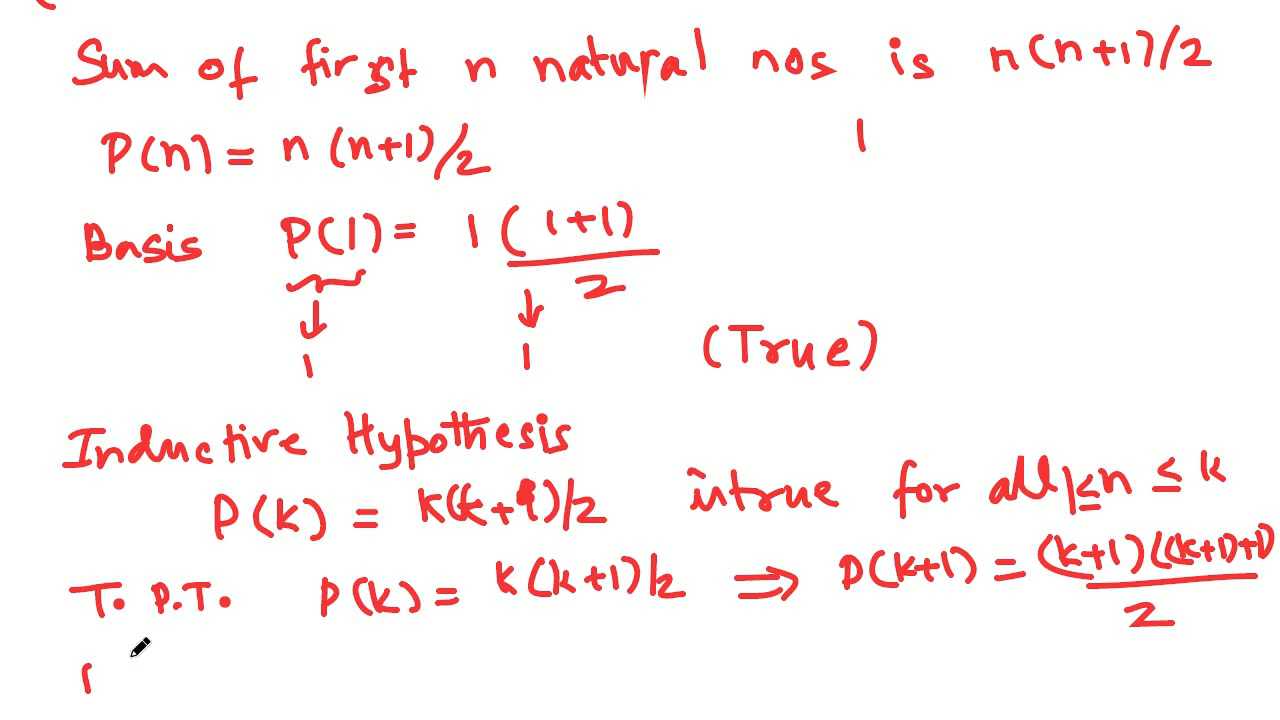 Sum of first n natural nos is n(n+1)/2
P(n) = n(n+1)/2 1
Basis P(1) = 1(1+1)
2
1 1 (True)
Inductive Hypothesis
P(k) = k(k+1)/2 is true for all 1≤n ≤ k
T. P.T. P(k) = k(k+1)/2 ⟹ P(k+1) = (k+1)((k+1)+1)
2